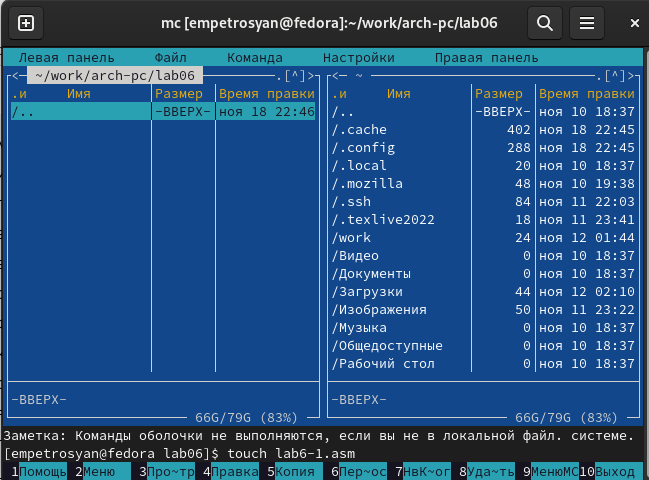 mc [empetrosyan@fedora]:~/work/arch-pc/lab06
Левая панель Файл Команда Настройки Правая панель
<— ~/work/arch-pc/lab06 .[^]> <— ~ .[^]>
.и Имя Размер Время правки .и Имя Размер Время правки
/.. -ВВЕРХ- ноя 18 22:46 /.. -ВВЕРХ- ноя 10 18:37
/.cache 402 ноя 18 22:45
/.config 288 ноя 18 22:45
/.local 20 ноя 10 18:37
/.mozilla 48 ноя 10 19:38
/.ssh 84 ноя 11 22:03
/.texlive2022 18 ноя 11 23:41
/work 24 ноя 12 01:44
/Видео 0 ноя 10 18:37
/Документы 0 ноя 10 18:37
/Загрузки 44 ноя 12 02:10
/Изображения 50 ноя 11 23:22
/Музыка 0 ноя 10 18:37
/Общедоступные 0 ноя 10 18:37
/Рабочий стол 0 ноя 10 18:37
-ВВЕРХ- -ВВЕРХ-
66G/79G (83%) 66G/79G (83%)
Заметка: Команды оболочки не выполняются, если вы не в локальной файл. системе.
[empetrosyan@fedora lab06]$ touch lab6-1.asm
1Помощь 2Меню 3Про~тр 4Правка 5Копия 6Пер~ос 7НвК~ог 8Уда~ть 9МенюMC 10Выход